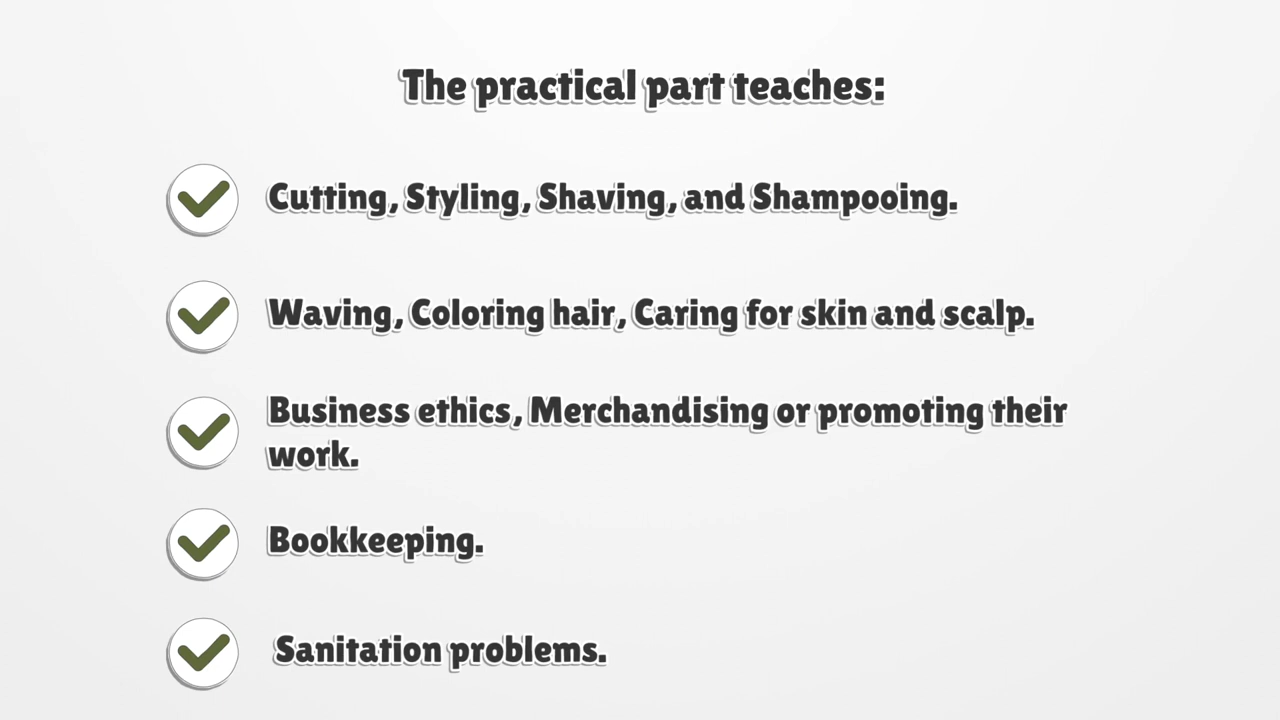 The practical part teaches:
Cutting, Styling, Shaving, and Shampooing.
Waving, Coloring hair, Caring for skin and scalp.
Business ethics, Merchandising or promoting their
work.
Bookkeeping.
Sanitation problems.